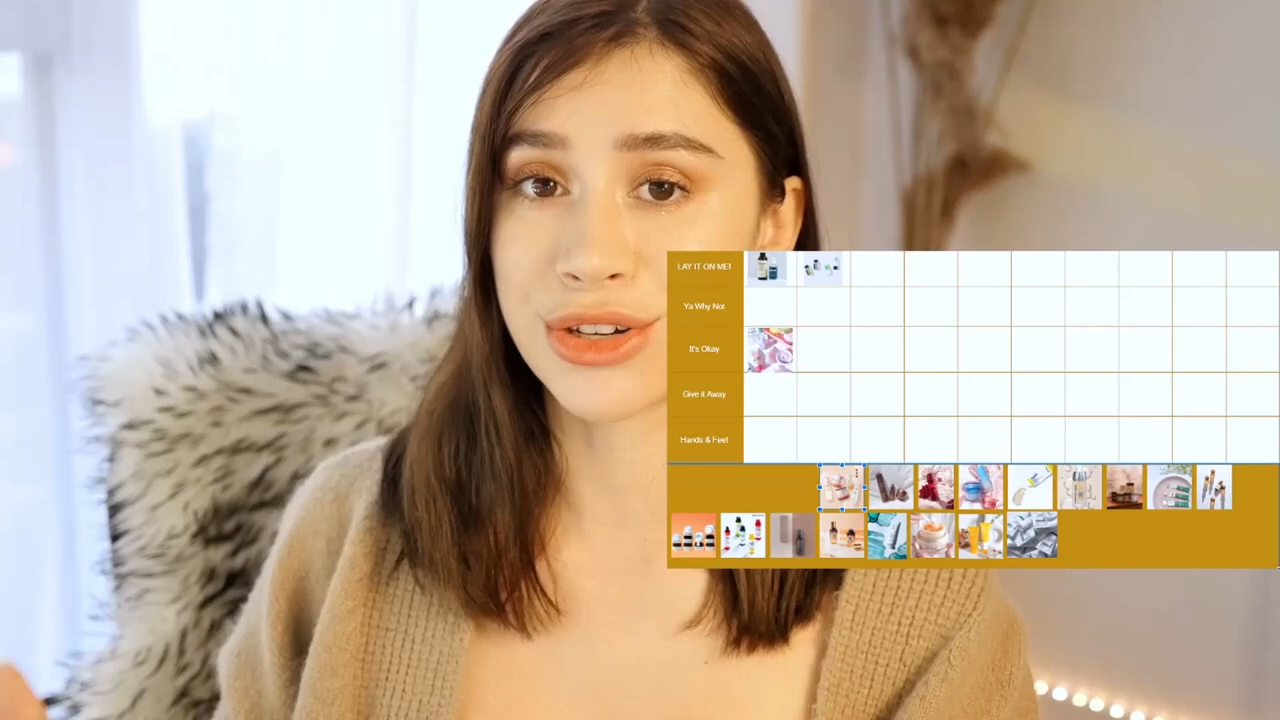 LAY IT ON ME!
Ya Why Not
It's Okay
Give it Away
Hands & Feet